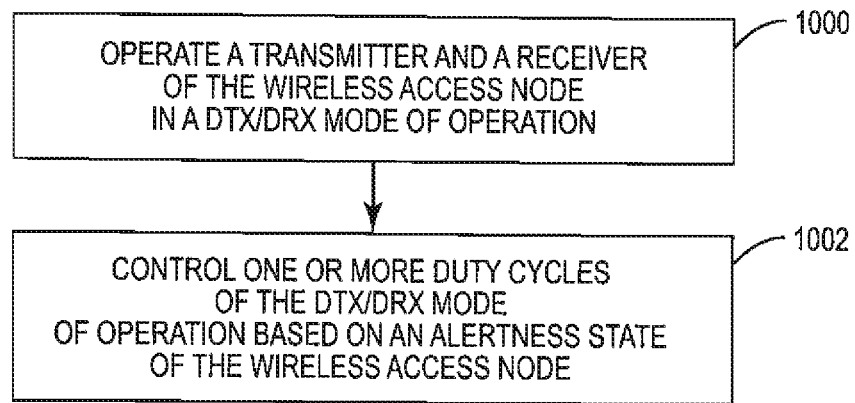 1000
OPERATE A TRANSMITTER AND A RECEIVER
OF THE WIRELESS ACCESS NODE
IN A DTX/DRX MODE OF OPERATION
1002
CONTROL ONE OR MORE DUTY CYCLES
OF THE DTX/DRX MODE
OF OPERATION BASED ON AN ALERTNESS STATE
OF THE WIRELESS ACCESS NODE